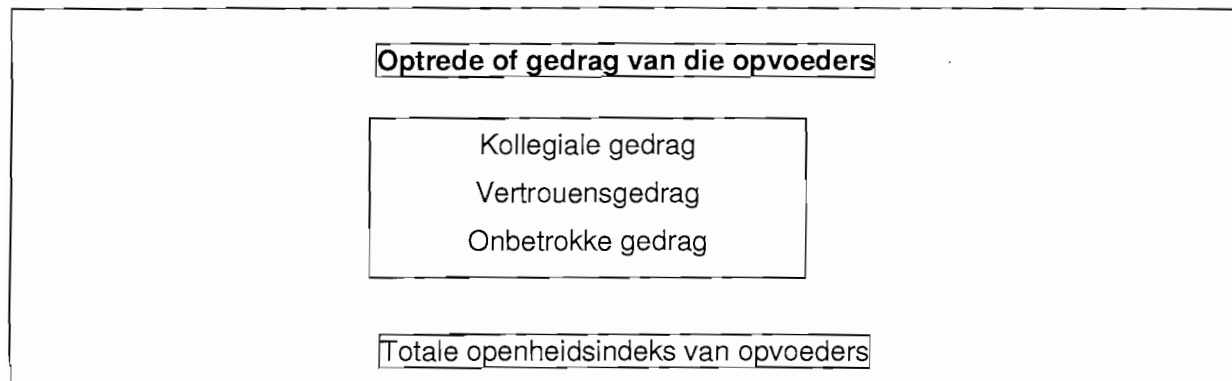 Optrede of gedrag van die opvoeders
Kollegiale gedrag
Vertrouensgedrag
Onbetrokke gedrag
Totale openheidsindeks van opvoeders